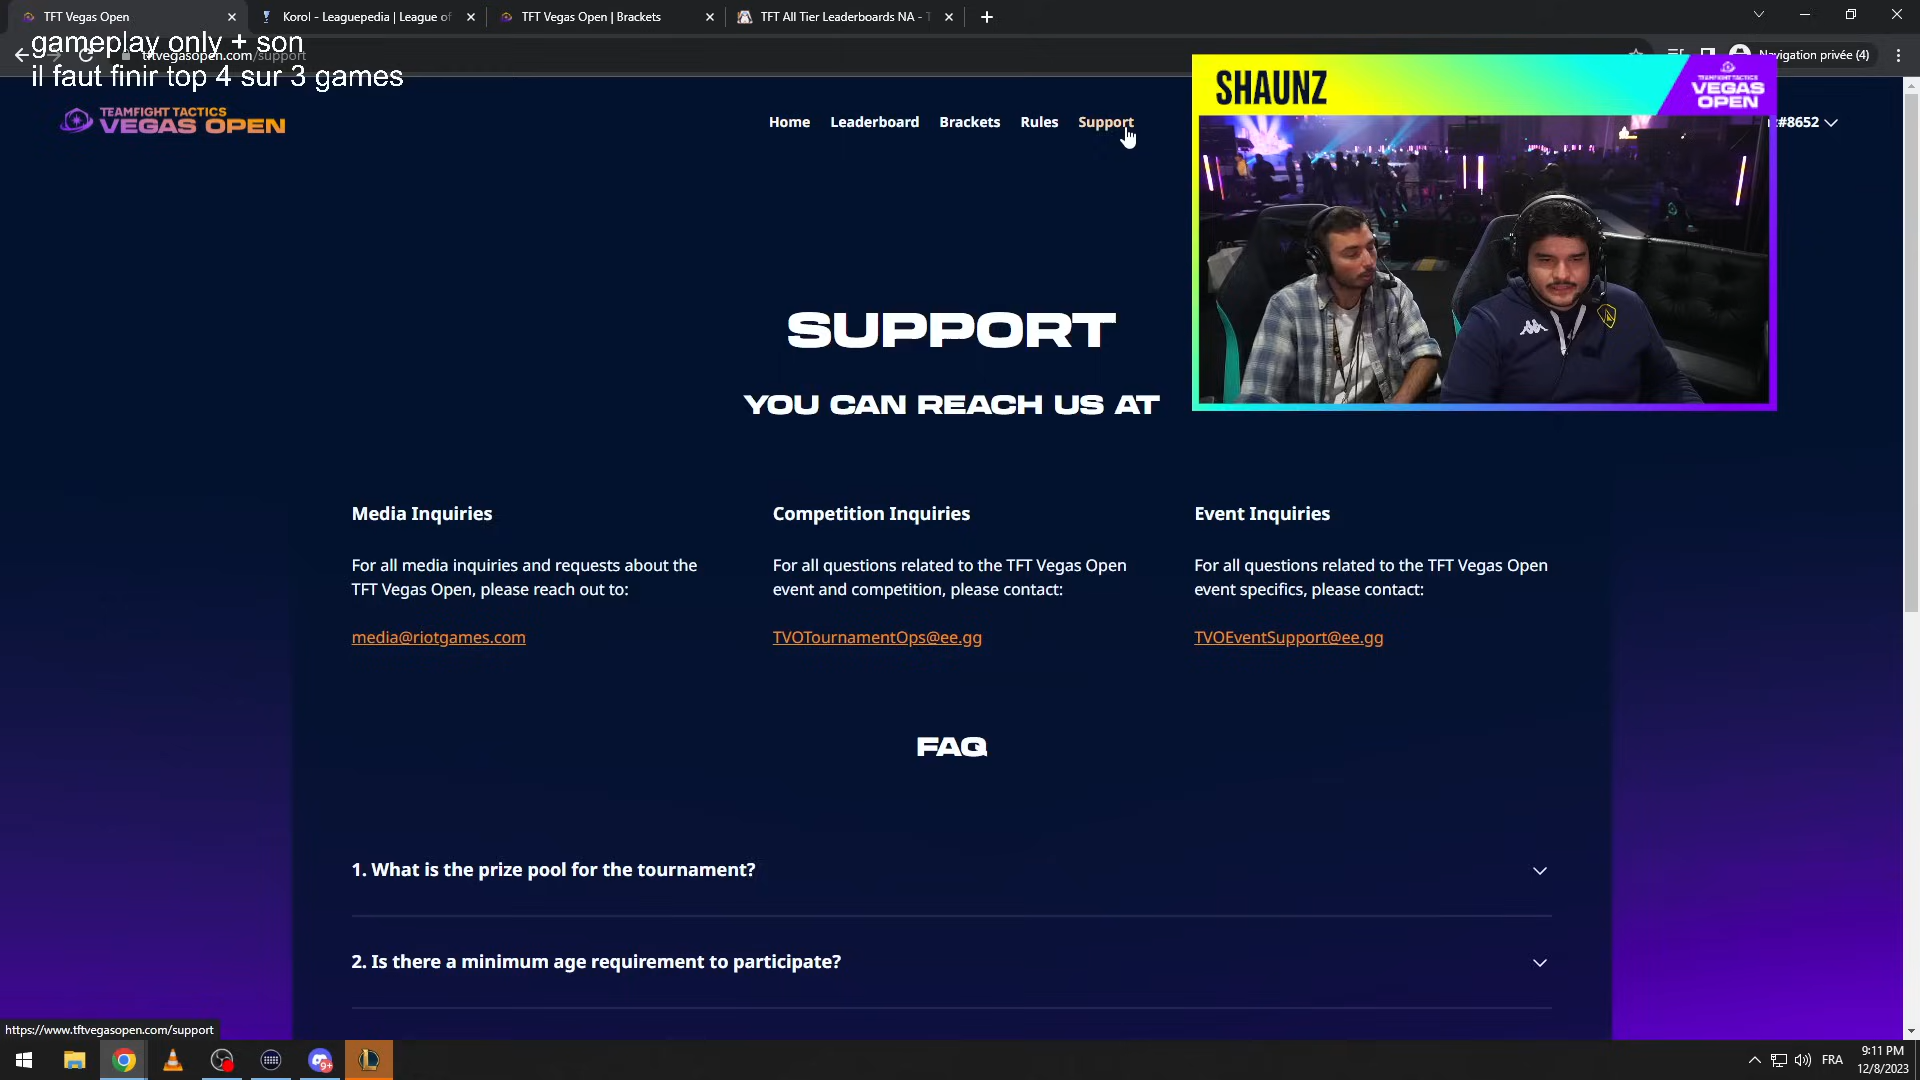 TFT Vegas Open
Korol - Leaguepedia | League of
TFT Vegas Open | Brackets
TFT All Tier Leaderboards NA - T
gameplay only + son
tftvegasopen.com/support
Navigation privée (4)
il faut finir top 4 sur 3 games
SHAUNZ
TEAMFIGHT TACTICS
VEGAS
OPEN
TEAMFIGHT TACTICS
VEGAS OPEN
Home
Leaderboard
Brackets
Rules
Support
#8652
SUPPORT
YOU CAN REACH US AT
Media Inquiries
For all media inquiries and requests about the
TFT Vegas Open, please reach out to:
media@riotgames.com
Competition Inquiries
For all questions related to the TFT Vegas Open
event and competition, please contact:
TVOTournamentOps@ee.gg
Event Inquiries
For all questions related to the TFT Vegas Open
event specifics, please contact:
TVOEventSupport@ee.gg
FAQ
1. What is the prize pool for the tournament?
2. Is there a minimum age requirement to participate?
https://www.tftvegasopen.com/support
9+
FRA
9:11 PM
12/8/2023